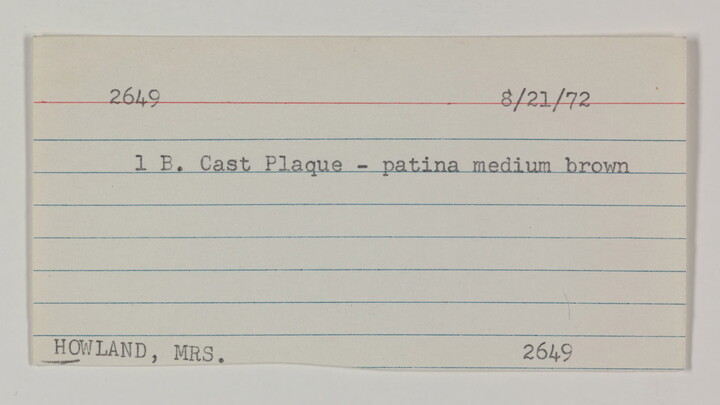 2649 8/21/72
1 B. Cast Plaque - patina medium brown
HOWLAND, MRS. 2649